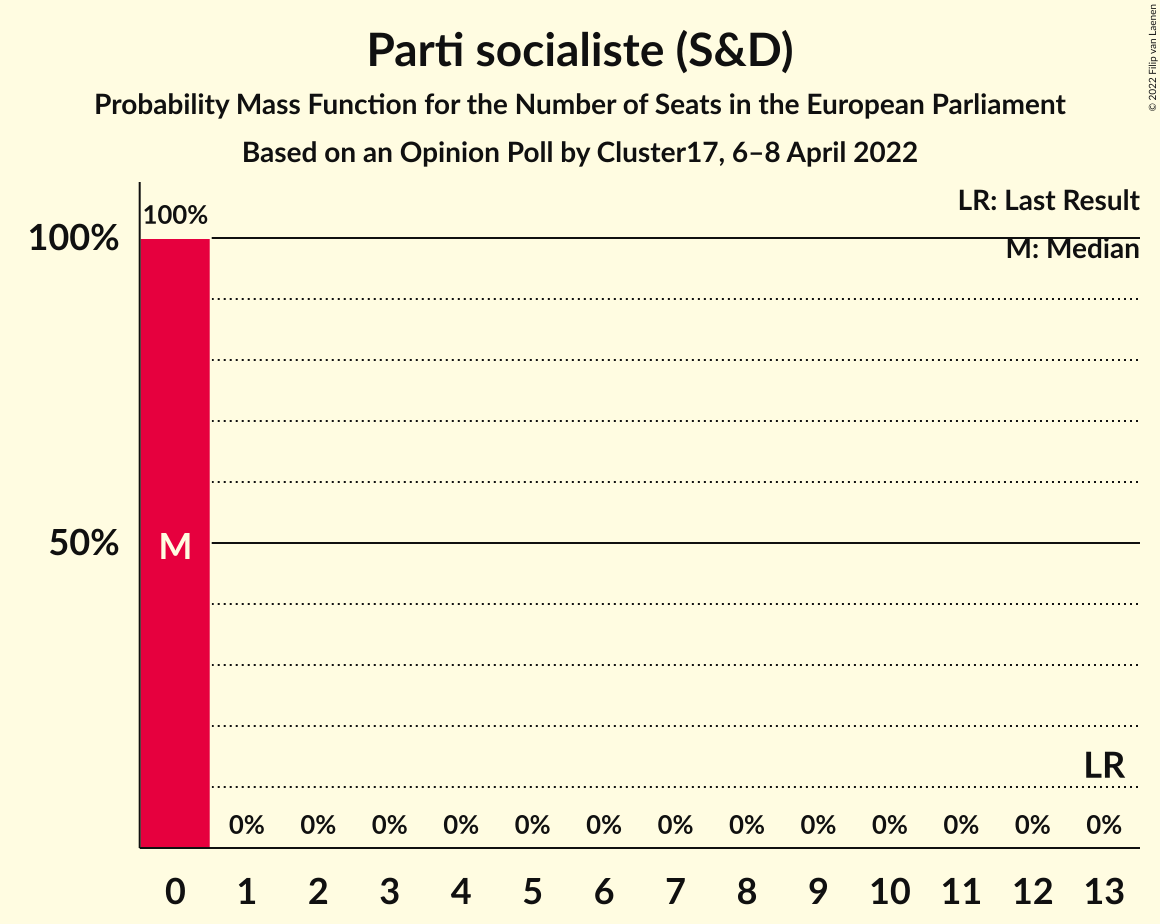 Parti socialiste (S&D)
Probability Mass Function for the Number of Seats in the European Parliament
Based on an Opinion Poll by Cluster17, 6–8 April 2022
© 2022 Filip van Laenen
LR: Last Result
M: Median
100%
100%
50%
M
LR
0% 0% 0% 0% 0% 0% 0% 0% 0% 0% 0% 0% 0%
0 1 2 3 4 5 6 7 8 9 10 11 12 13